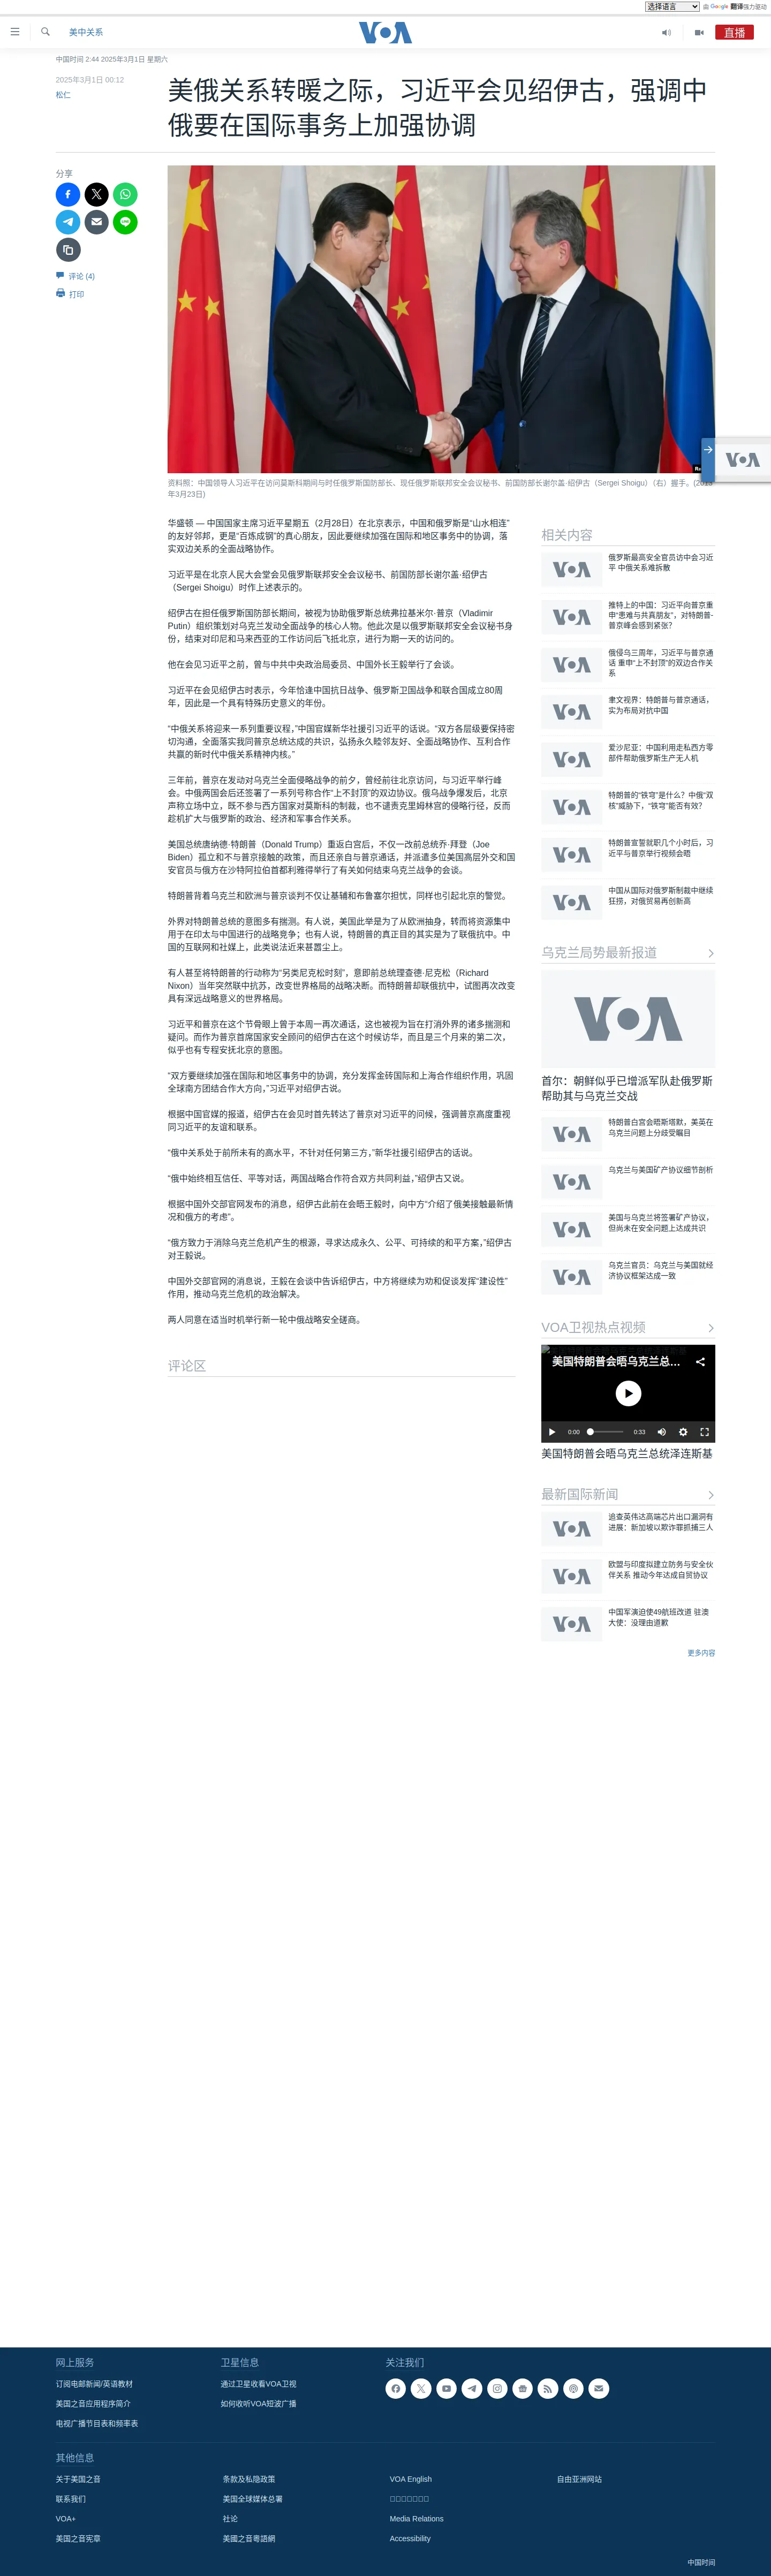 选择语言
由 Google 翻译强力驱动
美中关系
VOA
直播
中国时间 2:44 2025年3月1日 星期六
2025年3月1日 00:12
松仁
美俄关系转暖之际，习近平会见绍伊古，强调中
俄要在国际事务上加强协调
分享
评论 (4)
打印
资料照：中国领导人习近平在访问莫斯科期间与时任俄罗斯国防部长、现任俄罗斯联邦安全会议秘书、前国防部长谢尔盖·绍伊古（Sergei Shoigu）（右）握手。(2013
年3月23日)
VOA
华盛顿 — 中国国家主席习近平星期五（2月28日）在北京表示，中国和俄罗斯是“山水相连”
的友好邻邦，更是“百炼成钢”的真心朋友，因此要继续加强在国际和地区事务中的协调，落
实双边关系的全面战略协作。
习近平是在北京人民大会堂会见俄罗斯联邦安全会议秘书、前国防部长谢尔盖·绍伊古
（Sergei Shoigu）时作上述表示的。
绍伊古在担任俄罗斯国防部长期间，被视为协助俄罗斯总统弗拉基米尔·普京（Vladimir
Putin）组织策划对乌克兰发动全面战争的核心人物。他此次是以俄罗斯联邦安全会议秘书身
份，结束对印尼和马来西亚的工作访问后飞抵北京，进行为期一天的访问的。
他在会见习近平之前，曾与中共中央政治局委员、中国外长王毅举行了会谈。
习近平在会见绍伊古时表示，今年恰逢中国抗日战争、俄罗斯卫国战争和联合国成立80周
年，因此是一个具有特殊历史意义的年份。
“中俄关系将迎来一系列重要议程，”中国官媒新华社援引习近平的话说。“双方各层级要保持密
切沟通，全面落实我同普京总统达成的共识，弘扬永久睦邻友好、全面战略协作、互利合作
共赢的新时代中俄关系精神内核。”
三年前，普京在发动对乌克兰全面侵略战争的前夕，曾经前往北京访问，与习近平举行峰
会。中俄两国会后还签署了一系列号称合作“上不封顶”的双边协议。俄乌战争爆发后，北京
声称立场中立，既不参与西方国家对莫斯科的制裁，也不谴责克里姆林宫的侵略行径，反而
趁机扩大与俄罗斯的政治、经济和军事合作关系。
美国总统唐纳德·特朗普（Donald Trump）重返白宫后，不仅一改前总统乔·拜登（Joe
Biden）孤立和不与普京接触的政策，而且还亲自与普京通话，并派遣多位美国高层外交和国
安官员与俄方在沙特阿拉伯首都利雅得举行了有关如何结束乌克兰战争的会谈。
特朗普背着乌克兰和欧洲与普京谈判不仅让基辅和布鲁塞尔担忧，同样也引起北京的警觉。
外界对特朗普总统的意图多有揣测。有人说，美国此举是为了从欧洲抽身，转而将资源集中
用于在印太与中国进行的战略竞争；也有人说，特朗普的真正目的其实是为了联俄抗中。中
国的互联网和社媒上，此类说法近来甚嚣尘上。
有人甚至将特朗普的行动称为“另类尼克松时刻”，意即前总统理查德·尼克松（Richard
Nixon）当年突然联中抗苏，改变世界格局的战略决断。而特朗普却联俄抗中，试图再次改变
具有深远战略意义的世界格局。
习近平和普京在这个节骨眼上曾于本周一再次通话，这也被视为旨在打消外界的诸多揣测和
疑问。而作为普京首席国家安全顾问的绍伊古在这个时候访华，而且是三个月来的第二次，
似乎也有专程安抚北京的意图。
“双方要继续加强在国际和地区事务中的协调，充分发挥金砖国际和上海合作组织作用，巩固
全球南方团结合作大方向，”习近平对绍伊古说。
根据中国官媒的报道，绍伊古在会见时首先转达了普京对习近平的问候，强调普京高度重视
同习近平的友谊和联系。
“俄中关系处于前所未有的高水平，不针对任何第三方，”新华社援引绍伊古的话说。
“俄中始终相互信任、平等对话，两国战略合作符合双方共同利益，”绍伊古又说。
根据中国外交部官网发布的消息，绍伊古此前在会晤王毅时，向中方“介绍了俄美接触最新情
况和俄方的考虑”。
“俄方致力于消除乌克兰危机产生的根源，寻求达成永久、公平、可持续的和平方案，”绍伊古
对王毅说。
中国外交部官网的消息说，王毅在会谈中告诉绍伊古，中方将继续为劝和促谈发挥“建设性”
作用，推动乌克兰危机的政治解决。
两人同意在适当时机举行新一轮中俄战略安全磋商。
评论区
相关内容
VOA
俄罗斯最高安全官员访中会习近
平 中俄关系难拆散
VOA
推特上的中国：习近平向普京重
申“患难与共真朋友”，对特朗普-
普京峰会感到紧张？
VOA
俄侵乌三周年，习近平与普京通
话 重申“上不封顶”的双边合作关
系
VOA
聿文视界：特朗普与普京通话，
实为布局对抗中国
VOA
爱沙尼亚：中国利用走私西方零
部件帮助俄罗斯生产无人机
VOA
特朗普的“铁穹”是什么？中俄“双
核”威胁下，“铁穹”能否有效？
VOA
特朗普宣誓就职几个小时后，习
近平与普京举行视频会晤
VOA
中国从国际对俄罗斯制裁中继续
狂捞，对俄贸易再创新高
乌克兰局势最新报道
VOA
首尔：朝鲜似乎已增派军队赴俄罗斯
帮助其与乌克兰交战
VOA
特朗普白宫会晤斯塔默，美英在
乌克兰问题上分歧受瞩目
VOA
乌克兰与美国矿产协议细节剖析
VOA
美国与乌克兰将签署矿产协议，
但尚未在安全问题上达成共识
VOA
乌克兰官员：乌克兰与美国就经
济协议框架达成一致
VOA卫视热点视频
美国特朗普会晤乌克兰总...
0:00
0:33
美国特朗普会晤乌克兰总统泽连斯基
最新国际新闻
VOA
追查英伟达高端芯片出口漏洞有
进展：新加坡以欺诈罪抓捕三人
VOA
欧盟与印度拟建立防务与安全伙
伴关系 推动今年达成自贸协议
VOA
中国军演迫使49航班改道 驻澳
大使：没理由道歉
更多内容
网上服务
订阅电邮新闻/英语教材
美国之音应用程序简介
电视广播节目表和频率表
卫星信息
通过卫星收看VOA卫视
如何收听VOA短波广播
关注我们
其他信息
关于美国之音
联系我们
VOA+
美国之音宪章
条款及私隐政策
美国全球媒体总署
社论
美國之音粵語網
VOA English
Media Relations
Accessibility
自由亚洲网站
中国时间